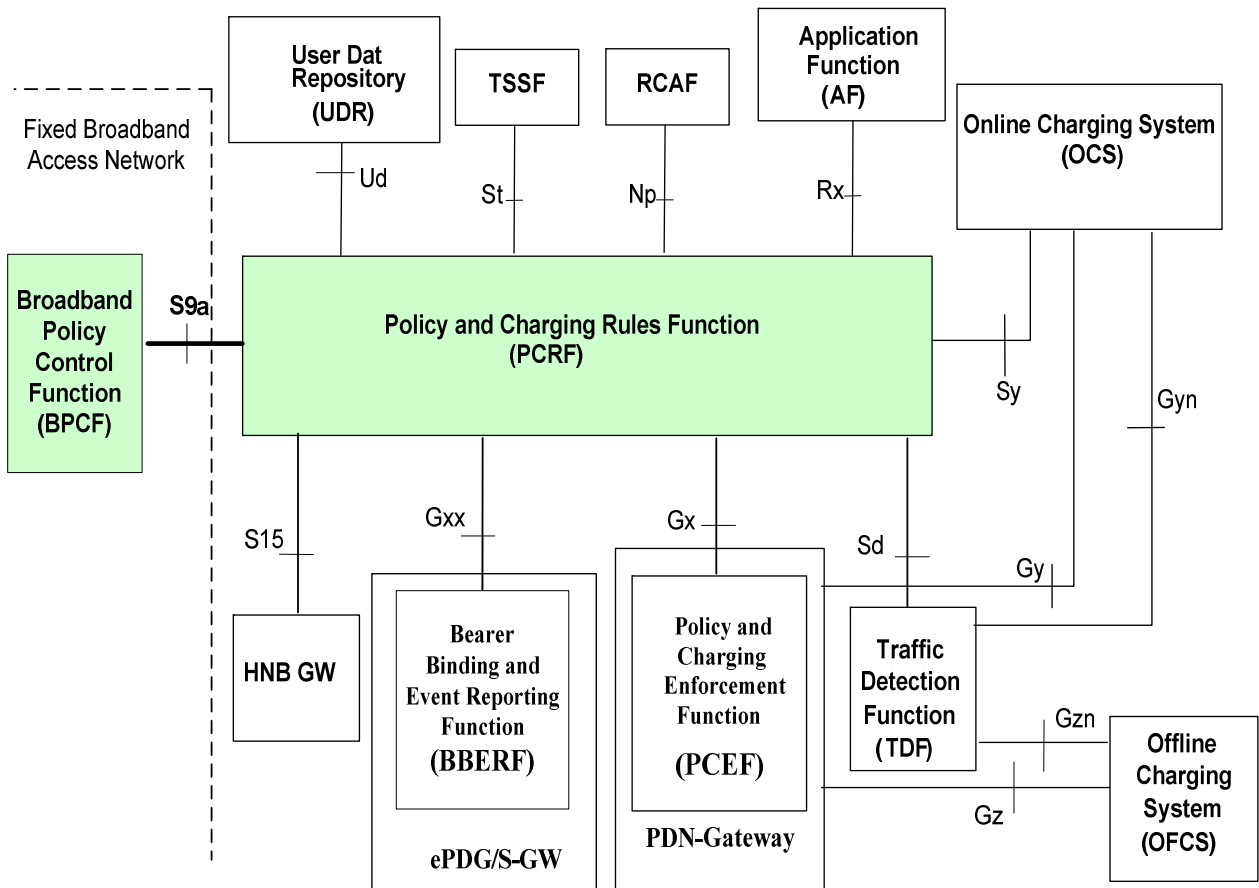 User Dat
Repository
(UDR)
TSSF
RCAF
Application
Function
(AF)
Online Charging System
(OCS)
Fixed Broadband
Access Network
Ud
St
Np
Rx
Broadband
Policy
Control
Function
(BPCF)
S9a
Policy and Charging Rules Function
(PCRF)
Sy
Gyn
S15
Gxx
Gx
Sd
Gy
HNB GW
Bearer
Binding and
Event Reporting
Function
(BBERF)
ePDG/S-GW
Policy and
Charging
Enforcement
Function
(PCEF)
PDN-Gateway
Traffic
Detection
Function
(TDF)
Gzn
Gz
Offline
Charging
System
(OFCS)